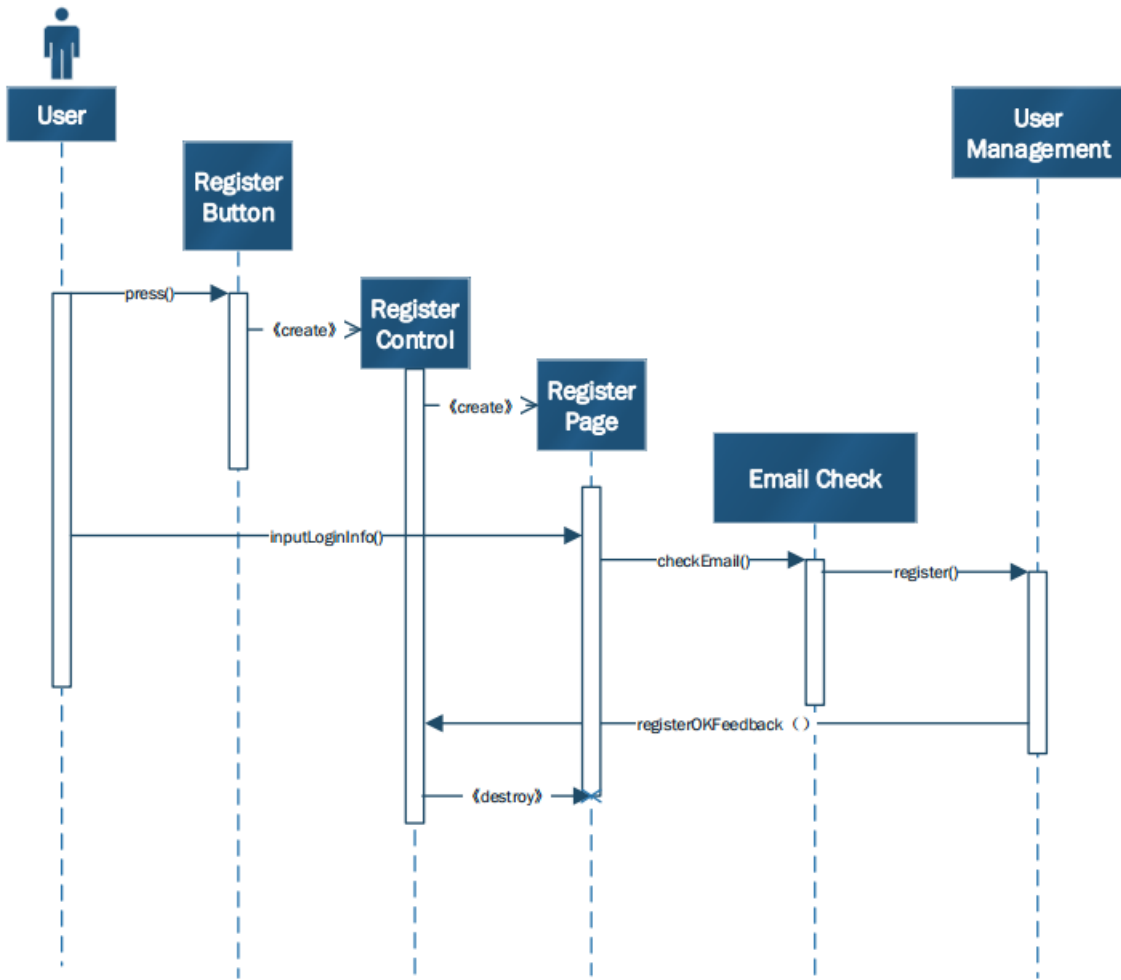 User
User
Management
Register
Button
press()
Register
Control
《create》
Register
Page
《create》
Email Check
inputLoginInfo()
checkEmail()
register()
registerOKFeedback（）
《destroy》